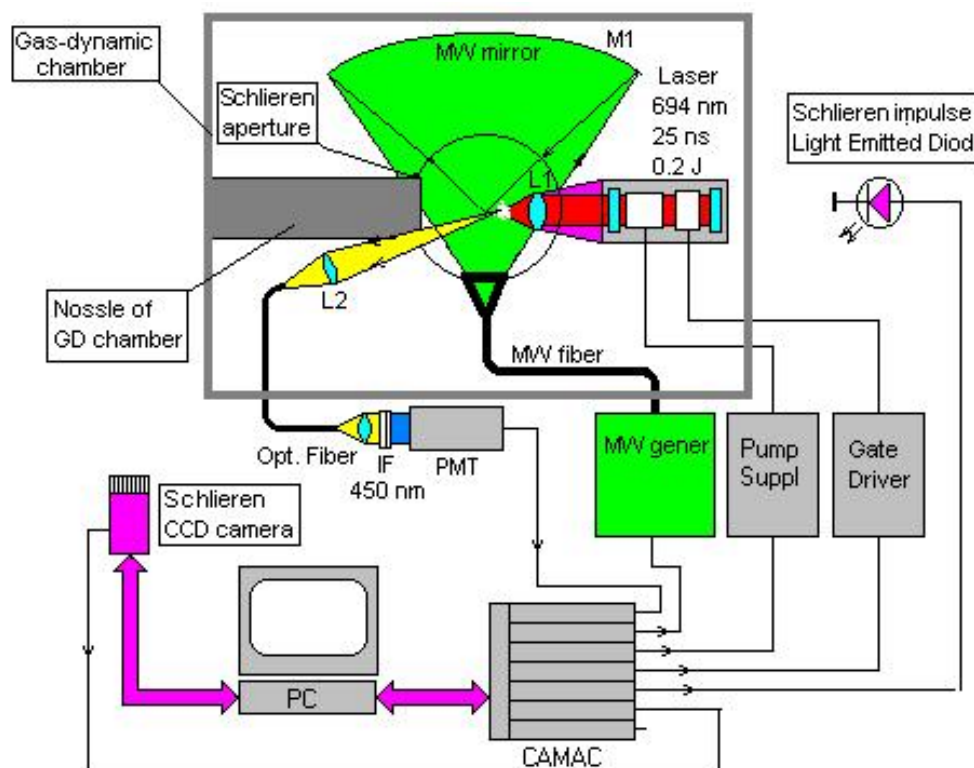 Gas-dynamic
chamber
MW mirror
M1
Schlieren
aperture
Laser
694 nm
25 ns
0.2 J
Schlieren impulse
Light Emitted Diod
L1
L2
Nossle of
GD chamber
MW fiber
Opt. Fiber
IF
450 nm
PMT
MW gener
Pump
Suppl
Gate
Driver
Schlieren
CCD camera
PC
CAMAC